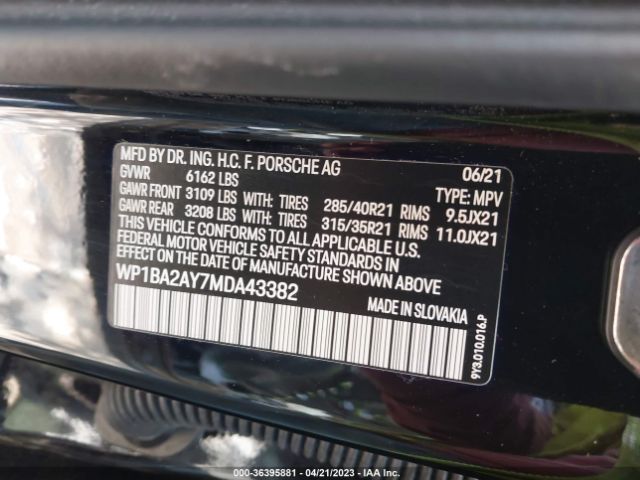 MFD BY DR. ING. H.C. F. PORSCHE AG 06/21
GVWR 6162 LBS TYPE: MPV
GAWR FRONT 3109 LBS WITH: TIRES 285/40R21 RIMS 9.5JX21
GAWR REAR 3208 LBS WITH: TIRES 315/35R21 RIMS 11.0JX21
THIS VEHICLE CONFORMS TO ALL APPLICABLE U.S.
FEDERAL MOTOR VEHICLE SAFETY STANDARDS IN
EFFECT ON THE DATE OF MANUFACTURE SHOWN ABOVE
WP1BA2AY7MDA43382
MADE IN SLOVAKIA
9Y3.010.016.P
000-36395881 - 04/21/2023 - IAA Inc.